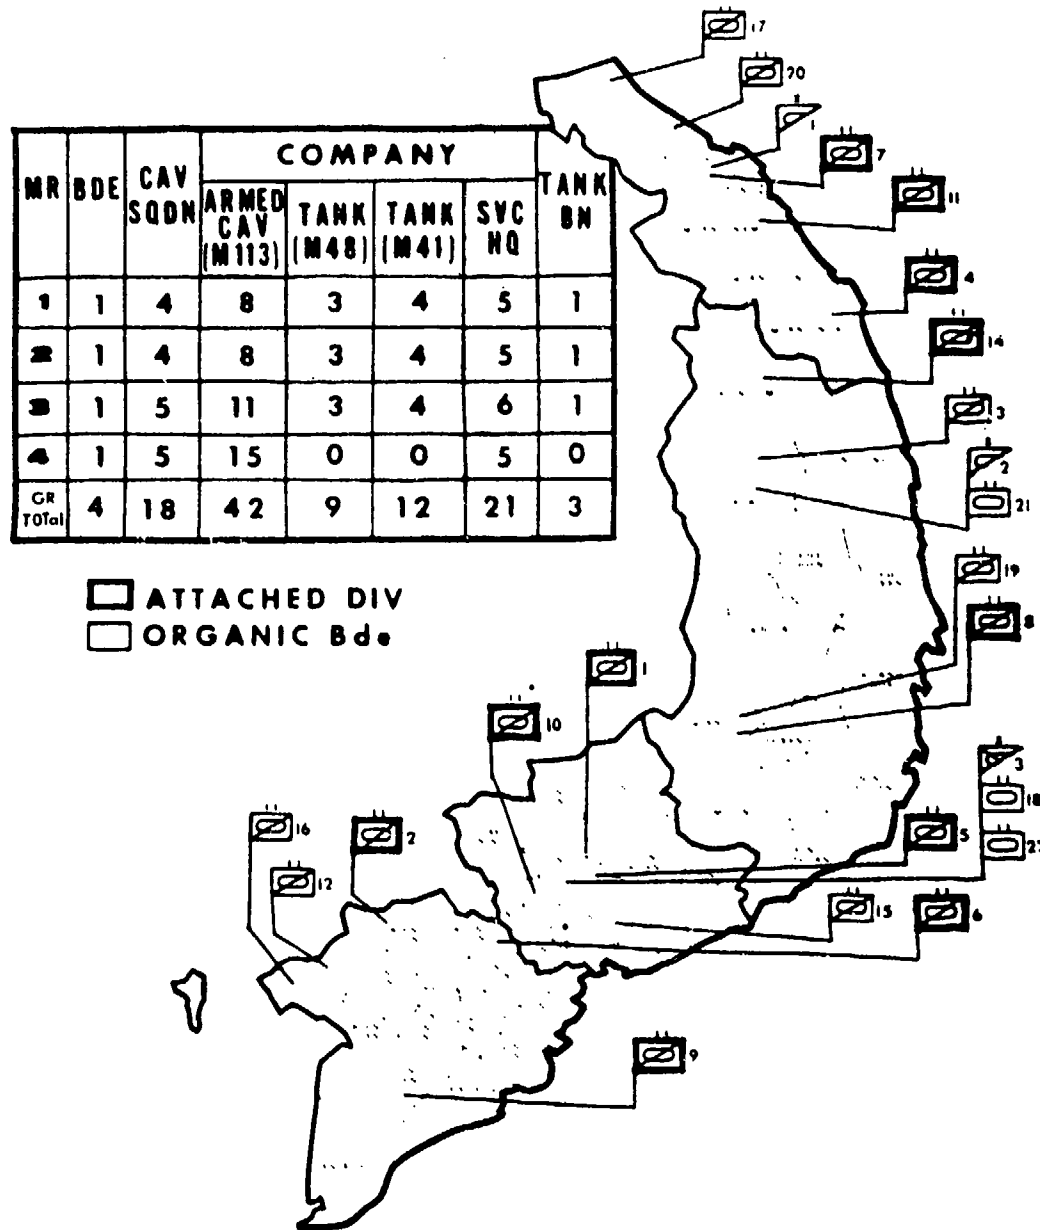 17
20
1
7
11
4
14
3
2
21
19
8
COMPANY
MR BDE CAV SQDN ARMED CAV (M113) TANK (M48) TANK (M41) SVC HQ TANK BN
1 1 4 8 3 4 5 1
2 1 4 8 3 4 5 1
3 1 5 11 3 4 6 1
4 1 5 15 0 0 5 0
GR TOTal 4 18 42 9 12 21 3
ATTACHED DIV
ORGANIC Bde
1
10
3
18
16
2
5
12
15
6
9